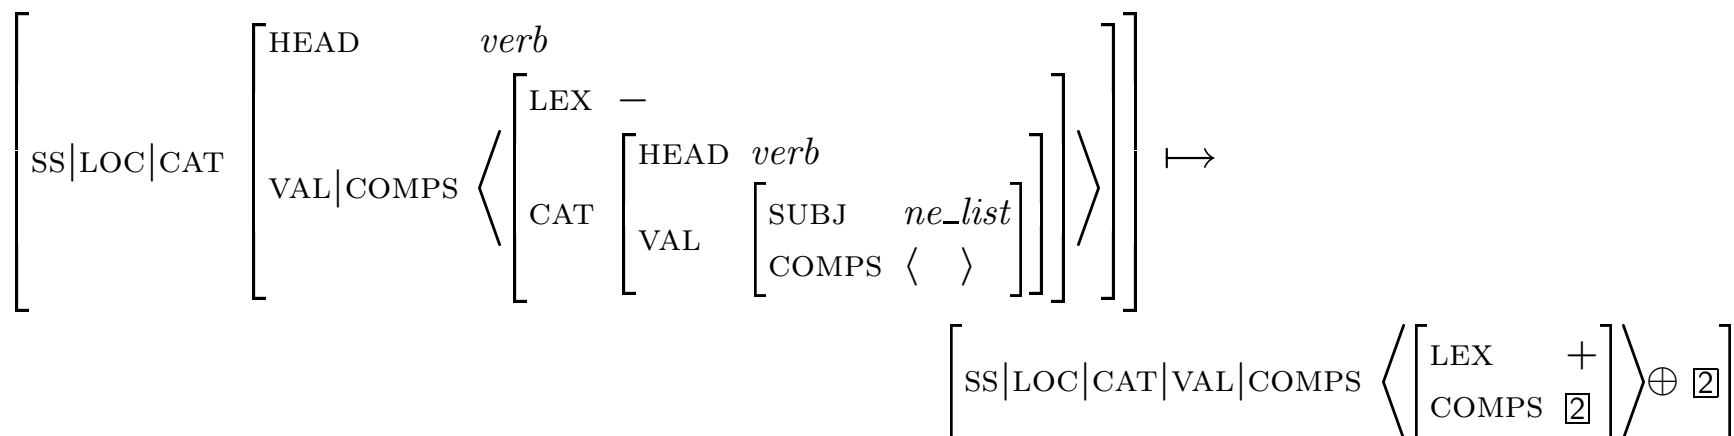 HEAD verb
LEX −
HEAD verb
SS|LOC|CAT VAL|COMPS ⟨ CAT VAL SUBJ ne_list ⟩ ↦
COMPS ⟨ ⟩
LEX +
SS|LOC|CAT|VAL|COMPS ⟨ ⟩ ⊕ 2
COMPS 2